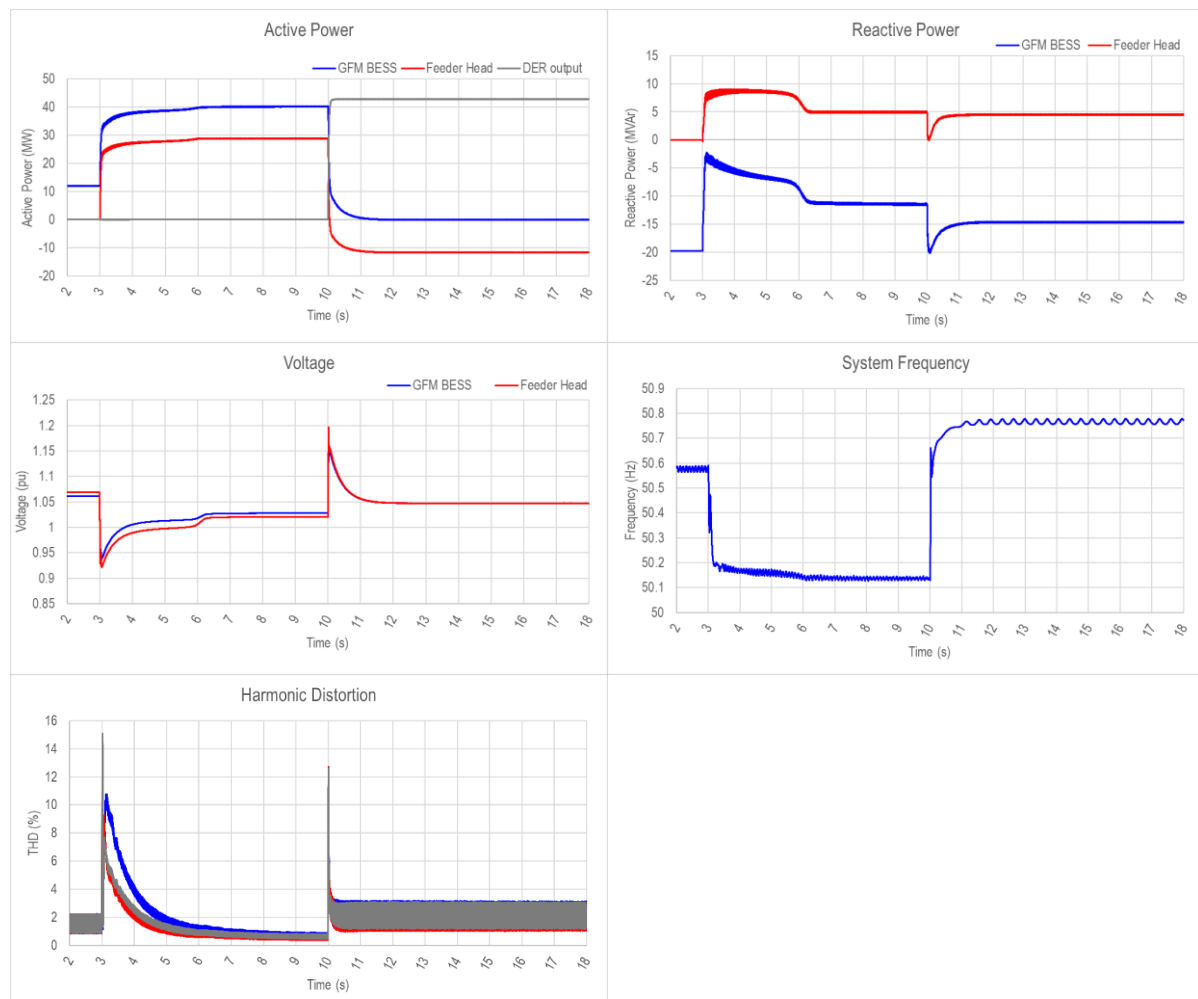 Active Power
GFM BESS Feeder Head DER output
Active Power (MW)
50
40
30
20
10
0
-10
-20
2 3 4 5 6 7 8 9 10 11 12 13 14 15 16 17 18
Time (s)
Reactive Power
GFM BESS Feeder Head
Reactive Power (MVAr)
15
10
5
0
-5
-10
-15
-20
-25
2 3 4 5 6 7 8 9 10 11 12 13 14 15 16 17 18
Time (s)
Voltage
GFM BESS Feeder Head
Voltage (pu)
1.25
1.2
1.15
1.1
1.05
1
0.95
0.9
0.85
2 3 4 5 6 7 8 9 10 11 12 13 14 15 16 17 18
Time (s)
System Frequency
Frequency (Hz)
50.9
50.8
50.7
50.6
50.5
50.4
50.3
50.2
50.1
50
2 3 4 5 6 7 8 9 10 11 12 13 14 15 16 17 18
Time (s)
Harmonic Distortion
THD (%)
16
14
12
10
8
6
4
2
0
2 3 4 5 6 7 8 9 10 11 12 13 14 15 16 17 18
Time (s)